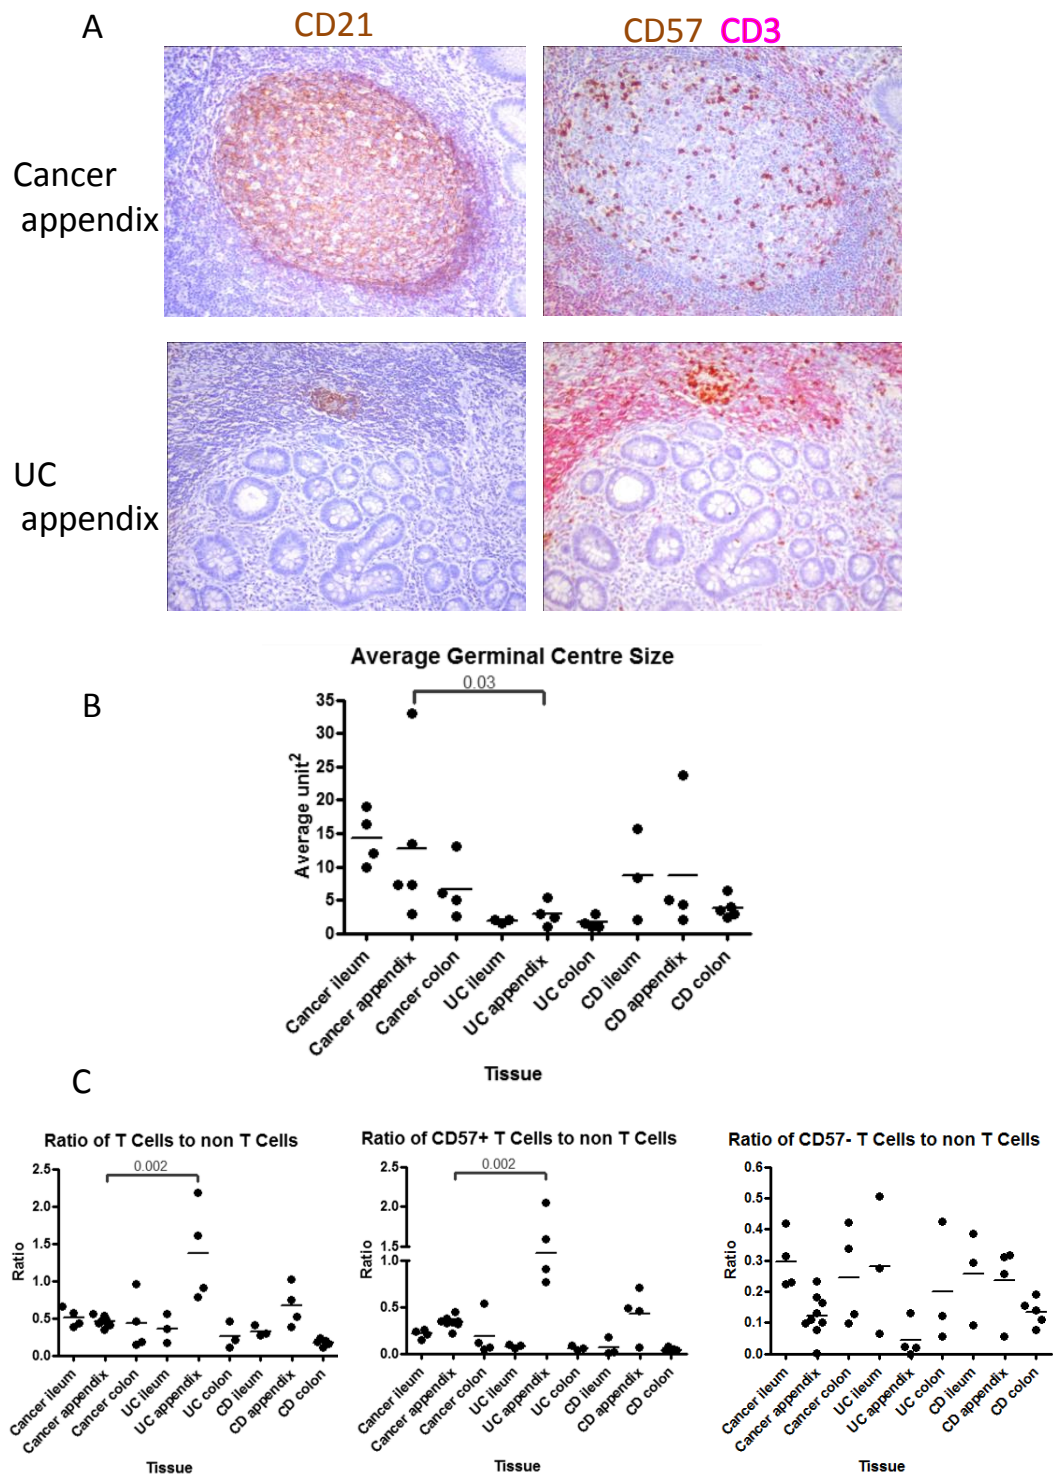 A
CD21
CD57 CD3
Cancer
appendix
UC
appendix
B
Average Germinal Centre Size
0.03
35
30
25
20
15
10
5
0
Average unit²
Cancer ileum
Cancer appendix
Cancer colon
UC ileum
UC appendix
UC colon
CD ileum
CD appendix
CD colon
Tissue
C
Ratio of T Cells to non T Cells
0.002
2.5
2.0
1.5
1.0
0.5
0.0
Ratio
Cancer ileum
Cancer appendix
Cancer colon
UC ileum
UC appendix
UC colon
CD ileum
CD appendix
CD colon
Tissue
Ratio of CD57+ T Cells to non T Cells
0.002
2.5
2.0
1.5
1.0
0.5
0.0
Ratio
Cancer ileum
Cancer appendix
Cancer colon
UC ileum
UC appendix
UC colon
CD ileum
CD appendix
CD colon
Tissue
Ratio of CD57- T Cells to non T Cells
0.6
0.5
0.4
0.3
0.2
0.1
0.0
Ratio
Cancer ileum
Cancer appendix
Cancer colon
UC ileum
UC appendix
UC colon
CD ileum
CD appendix
CD colon
Tissue